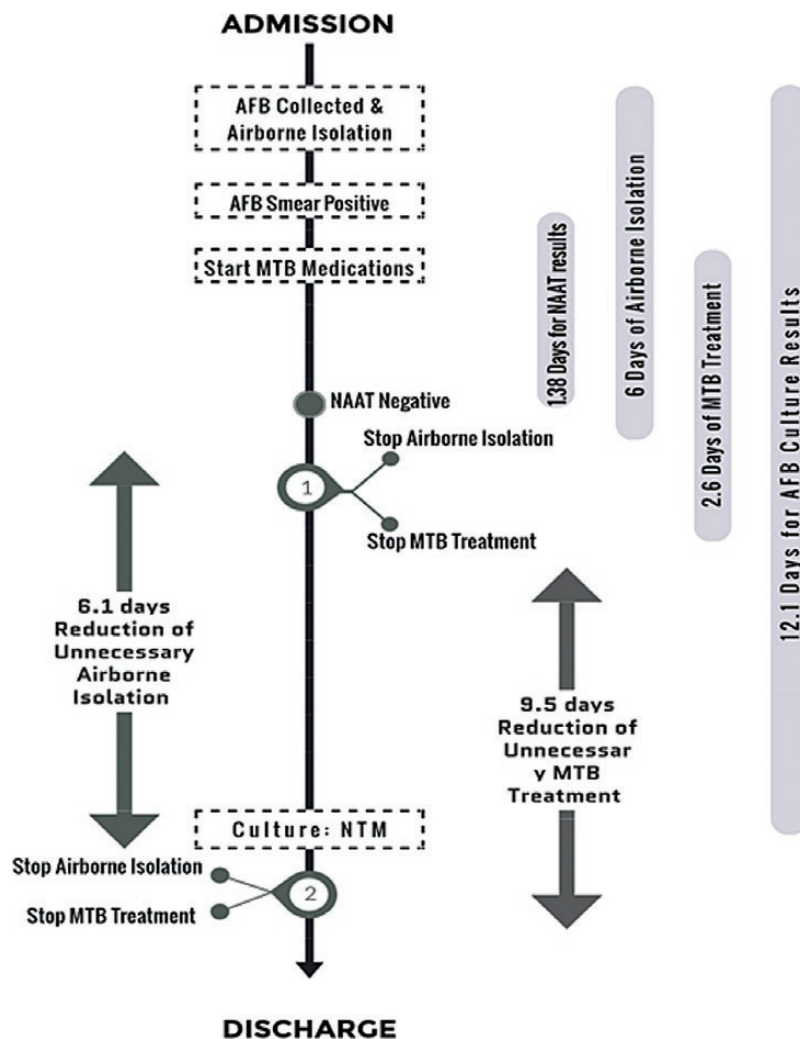 ADMISSION
AFB Collected &
Airborne Isolation
AFB Smear Positive
Start MTB Medications
NAAT Negative
Stop Airborne Isolation
1
Stop MTB Treatment
6.1 days
Reduction of
Unnecessary
Airborne
Isolation
9.5 days
Reduction of
Unnecessar
y MTB
Treatment
Culture: NTM
Stop Airborne Isolation
2
Stop MTB Treatment
DISCHARGE
1.38 Days for NAAT results
6 Days of Airborne Isolation
2.6 Days of MTB Treatment
12.1 Days for AFB Culture Results